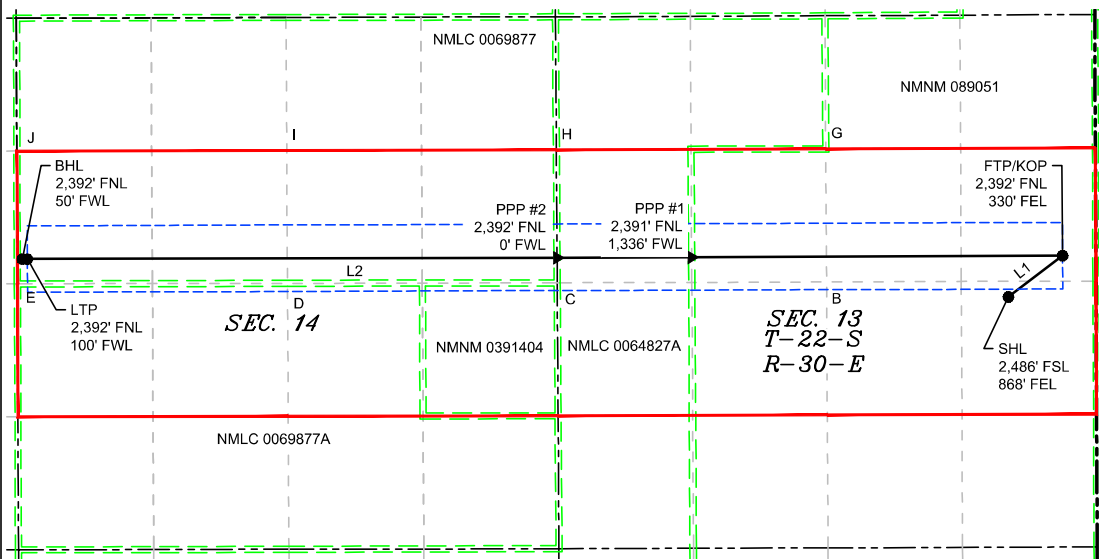 NMLC 0069877
NMNM 089051
J
I
H
G
BHL
2,392' FNL
50' FWL
FTP/KOP
2,392' FNL
330' FEL
PPP #2
2,392' FNL
0' FWL
PPP #1
2,391' FNL
1,336' FWL
L2
L1
E
D
C
B
LTP
2,392' FNL
100' FWL
SEC. 14
NMNM 0391404
NMLC 0064827A
SEC. 13
T-22-S
R-30-E
SHL
2,486' FSL
868' FEL
NMLC 0069877A